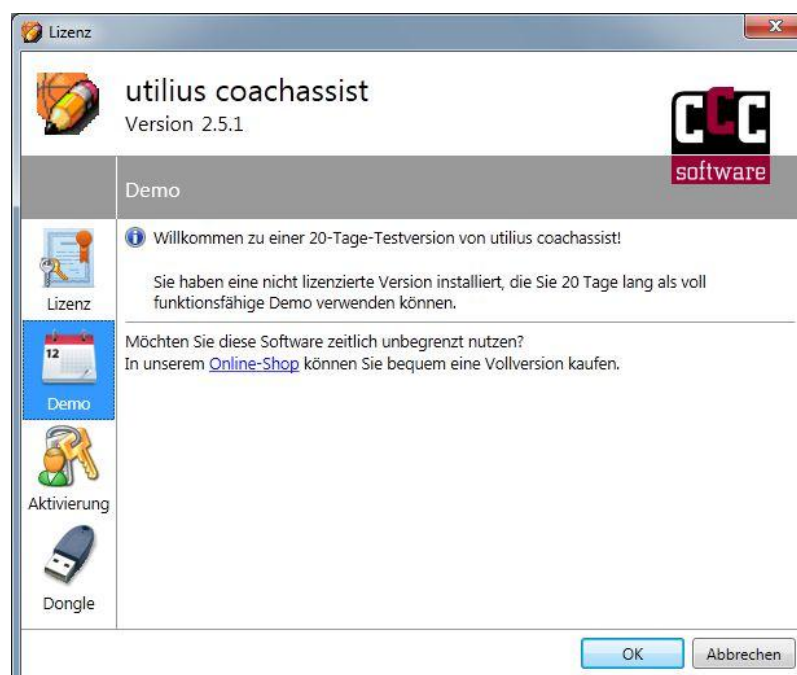 Lizenz
utilius coachassist
Version 2.5.1
CCC
software
Demo
Willkommen zu einer 20-Tage-Testversion von utilius coachassist!
Sie haben eine nicht lizenzierte Version installiert, die Sie 20 Tage lang als voll
funktionsfähige Demo verwenden können.
Möchten Sie diese Software zeitlich unbegrenzt nutzen?
In unserem Online-Shop können Sie bequem eine Vollversion kaufen.
Lizenz
12
Demo
Aktivierung
Dongle
OK
Abbrechen